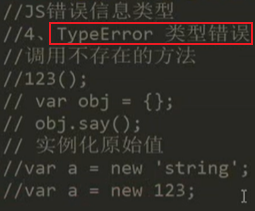 //JS错误信息类型
//4、TypeError 类型错误
//调用不存在的方法
//123();
// var obj = {};
// obj.say();
// 实例化原始值
//var a = new 'string';
//var a = new 123;